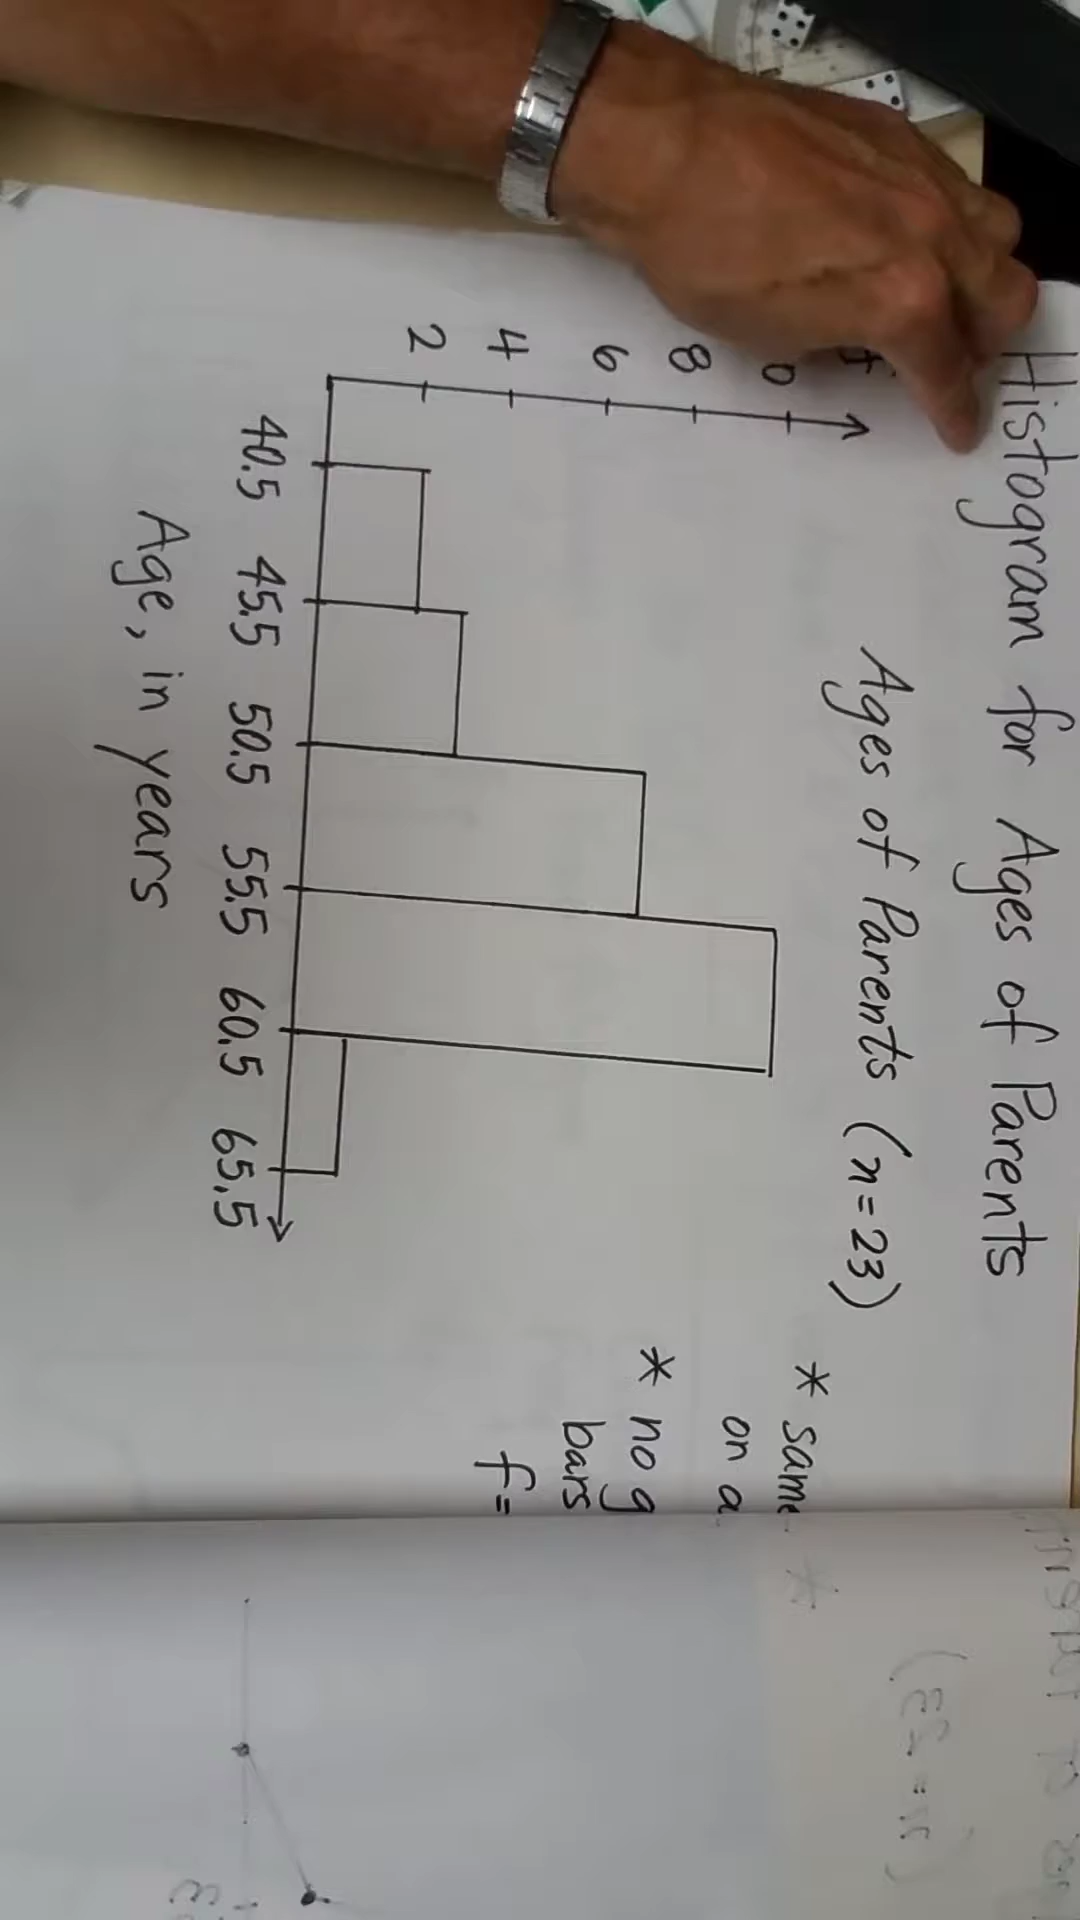 Histogram for Ages of Parents
Ages of Parents (n=23)
f
0
8
6
4
2
40.5 45.5 50.5 55.5 60.5 65.5
Age, in years
* same
on a
* no g
bars
f=